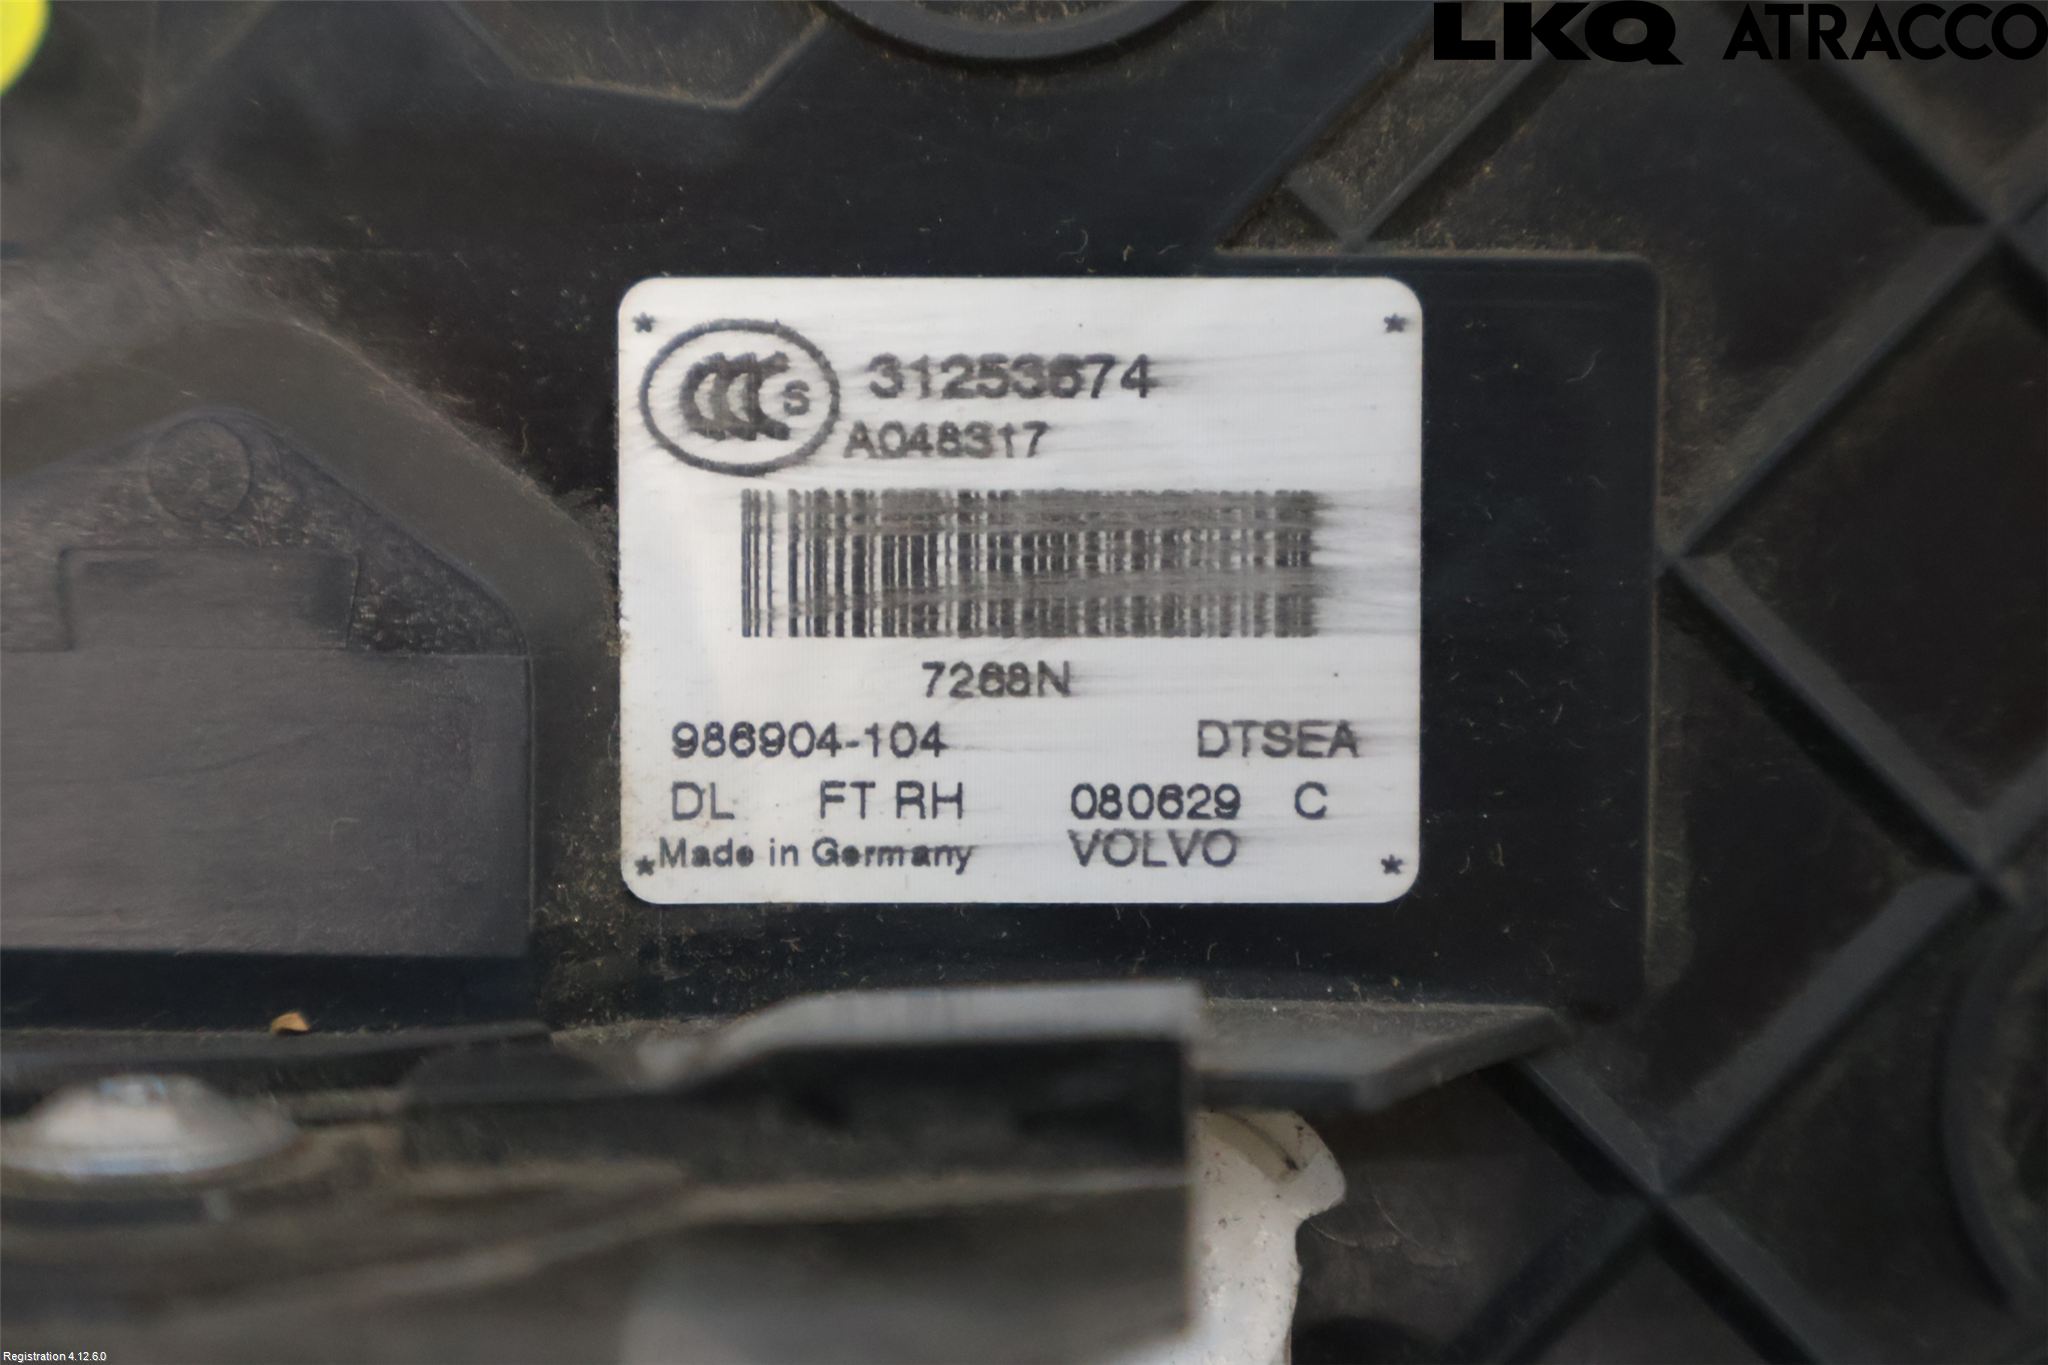 LKQ ATRACCO
* *
CCC S 31253674
A048317
7268N
986904-104 DTSEA
DL FT RH 080629 C
*Made in Germany VOLVO *
Registration 4.12.6.0